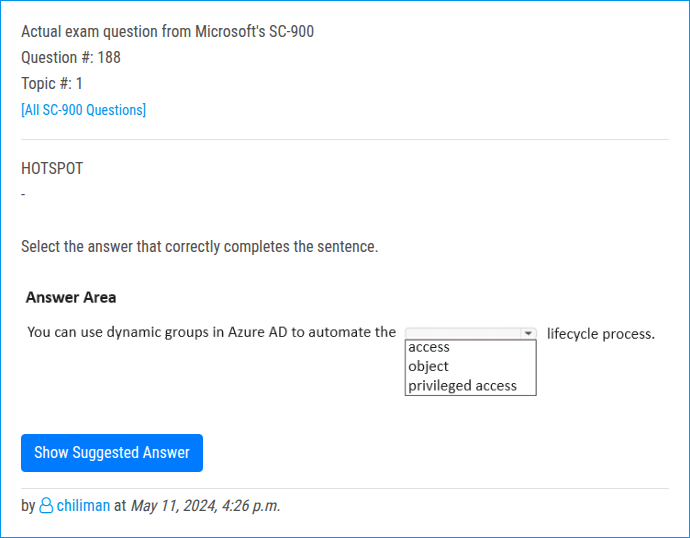 Actual exam question from Microsoft's SC-900
Question #: 188
Topic #: 1
[All SC-900 Questions]
HOTSPOT
-
Select the answer that correctly completes the sentence.
Answer Area
You can use dynamic groups in Azure AD to automate the lifecycle process.
access
object
privileged access
Show Suggested Answer
by chiliman at May 11, 2024, 4:26 p.m.